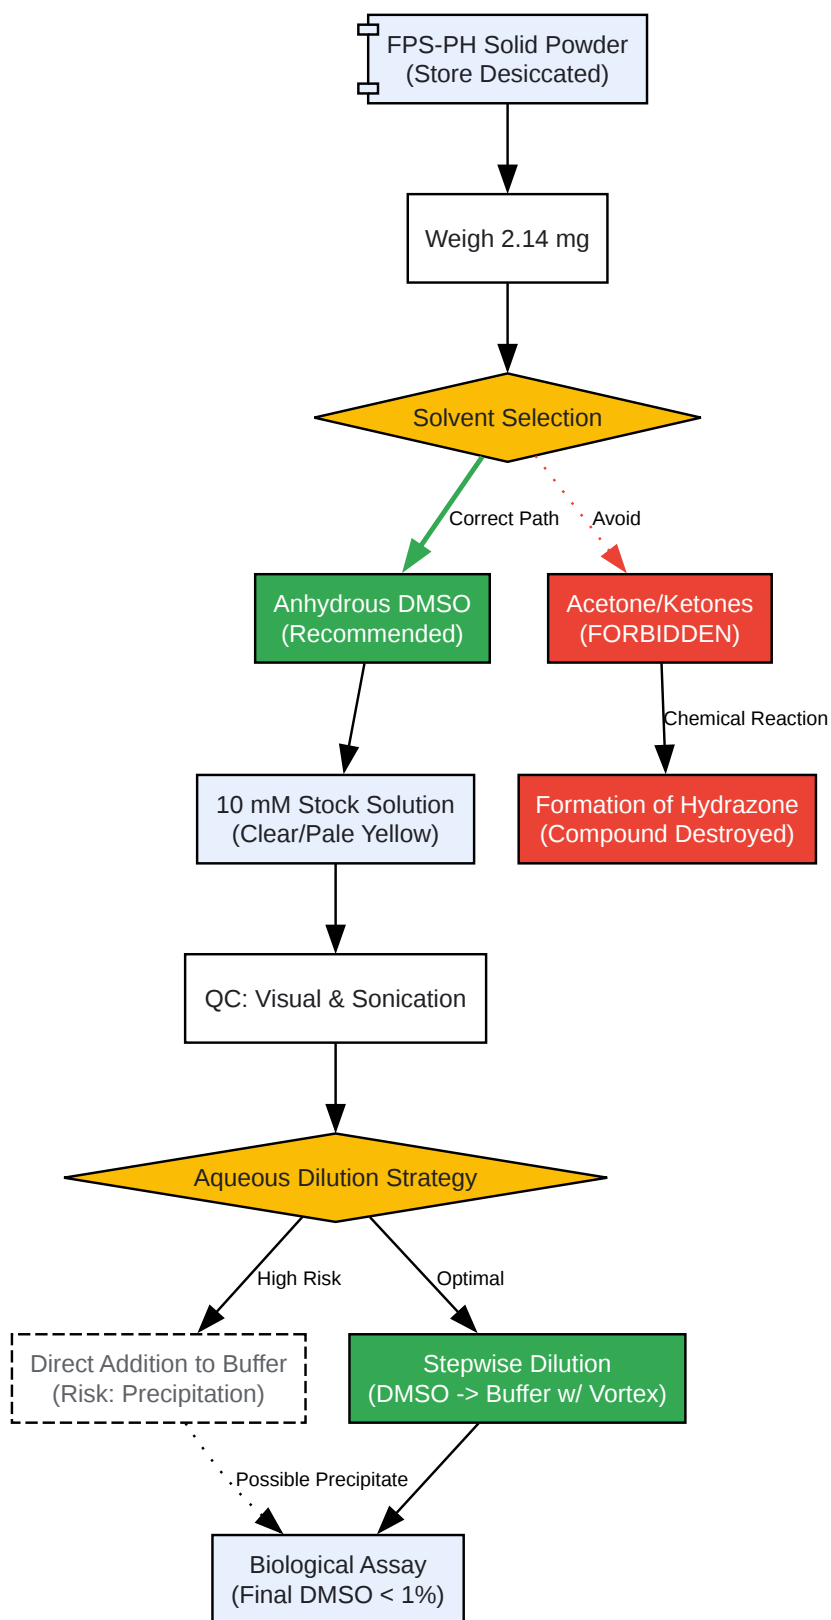 FPS-PH Solid Powder
(Store Desiccated)
Weigh 2.14 mg
Solvent Selection
Correct Path
Avoid
Anhydrous DMSO
(Recommended)
Acetone/Ketones
(FORBIDDEN)
Chemical Reaction
10 mM Stock Solution
(Clear/Pale Yellow)
Formation of Hydrazone
(Compound Destroyed)
QC: Visual & Sonication
Aqueous Dilution Strategy
High Risk
Optimal
Direct Addition to Buffer
(Risk: Precipitation)
Stepwise Dilution
(DMSO -> Buffer w/ Vortex)
Possible Precipitate
Biological Assay
(Final DMSO < 1%)